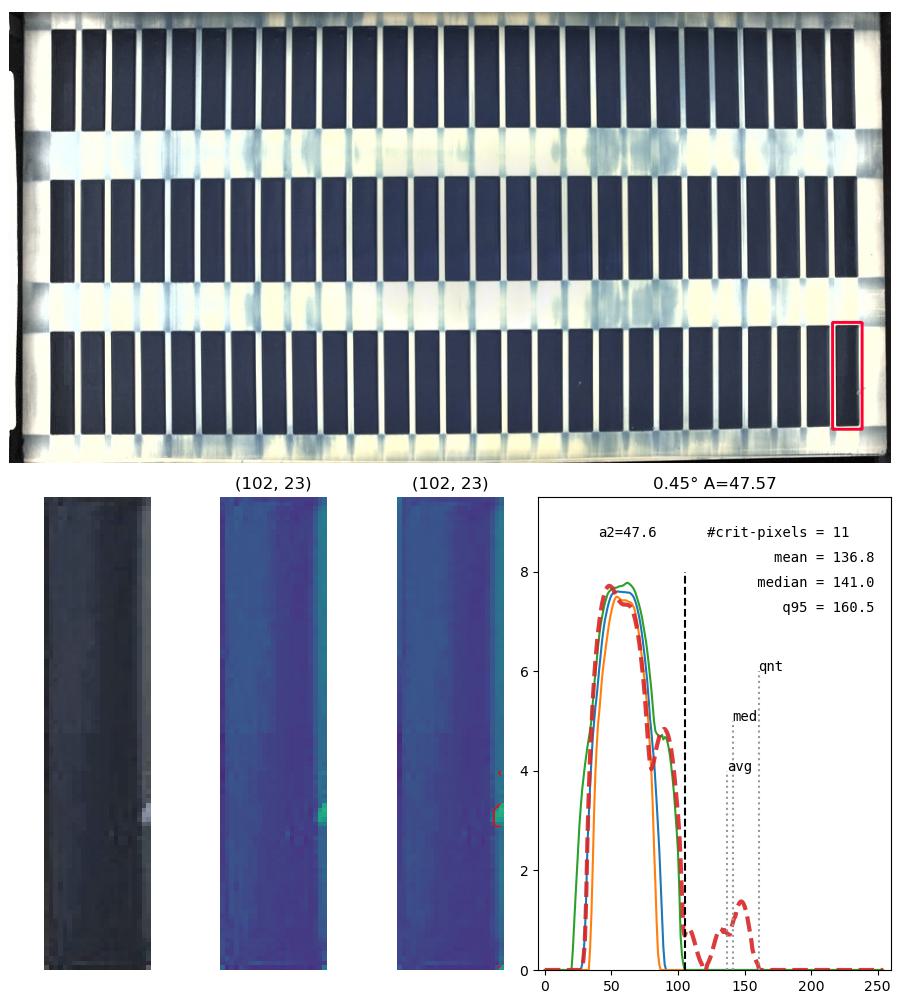 (102, 23)
(102, 23)
0.45° A=47.57
a2=47.6
#crit-pixels = 11
mean = 136.8
median = 141.0
q95 = 160.5
qnt
med
avg
8
6
4
2
0
0
50
100
150
200
250